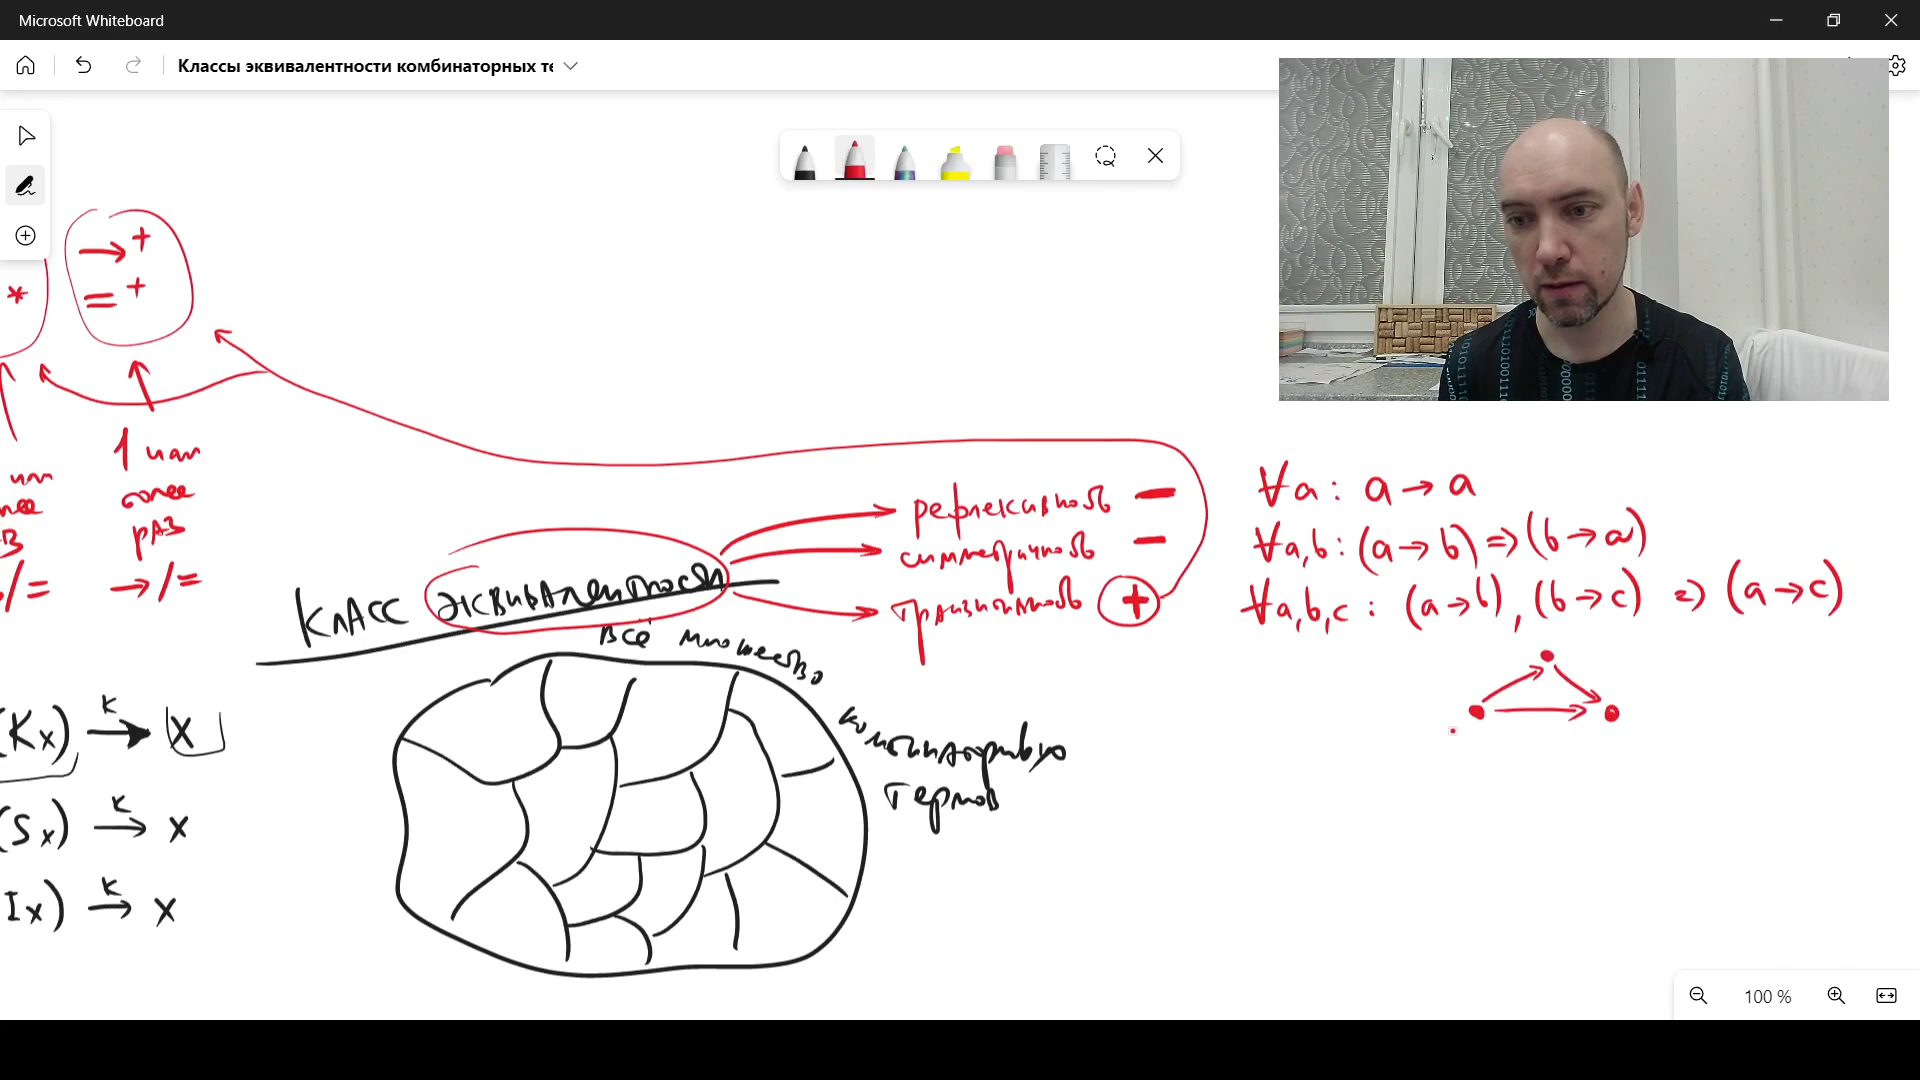 Microsoft Whiteboard
Классы эквивалентности комбинаторных те
→⁺
=⁺
*
1 или
более
раз
→/=
/=
рефлексивность −
симметричность −
транзитивность +
∀a: a → a
∀a,b: (a → b) => (b → a)
∀a,b,c: (a → b), (b → c) => (a → c)
Класс эквивалентности
всё множество
комбинаторных
термов
(Kx) →ᴷ x
(Sx) →ᴷ x
Ix) →ᴷ x
100 %